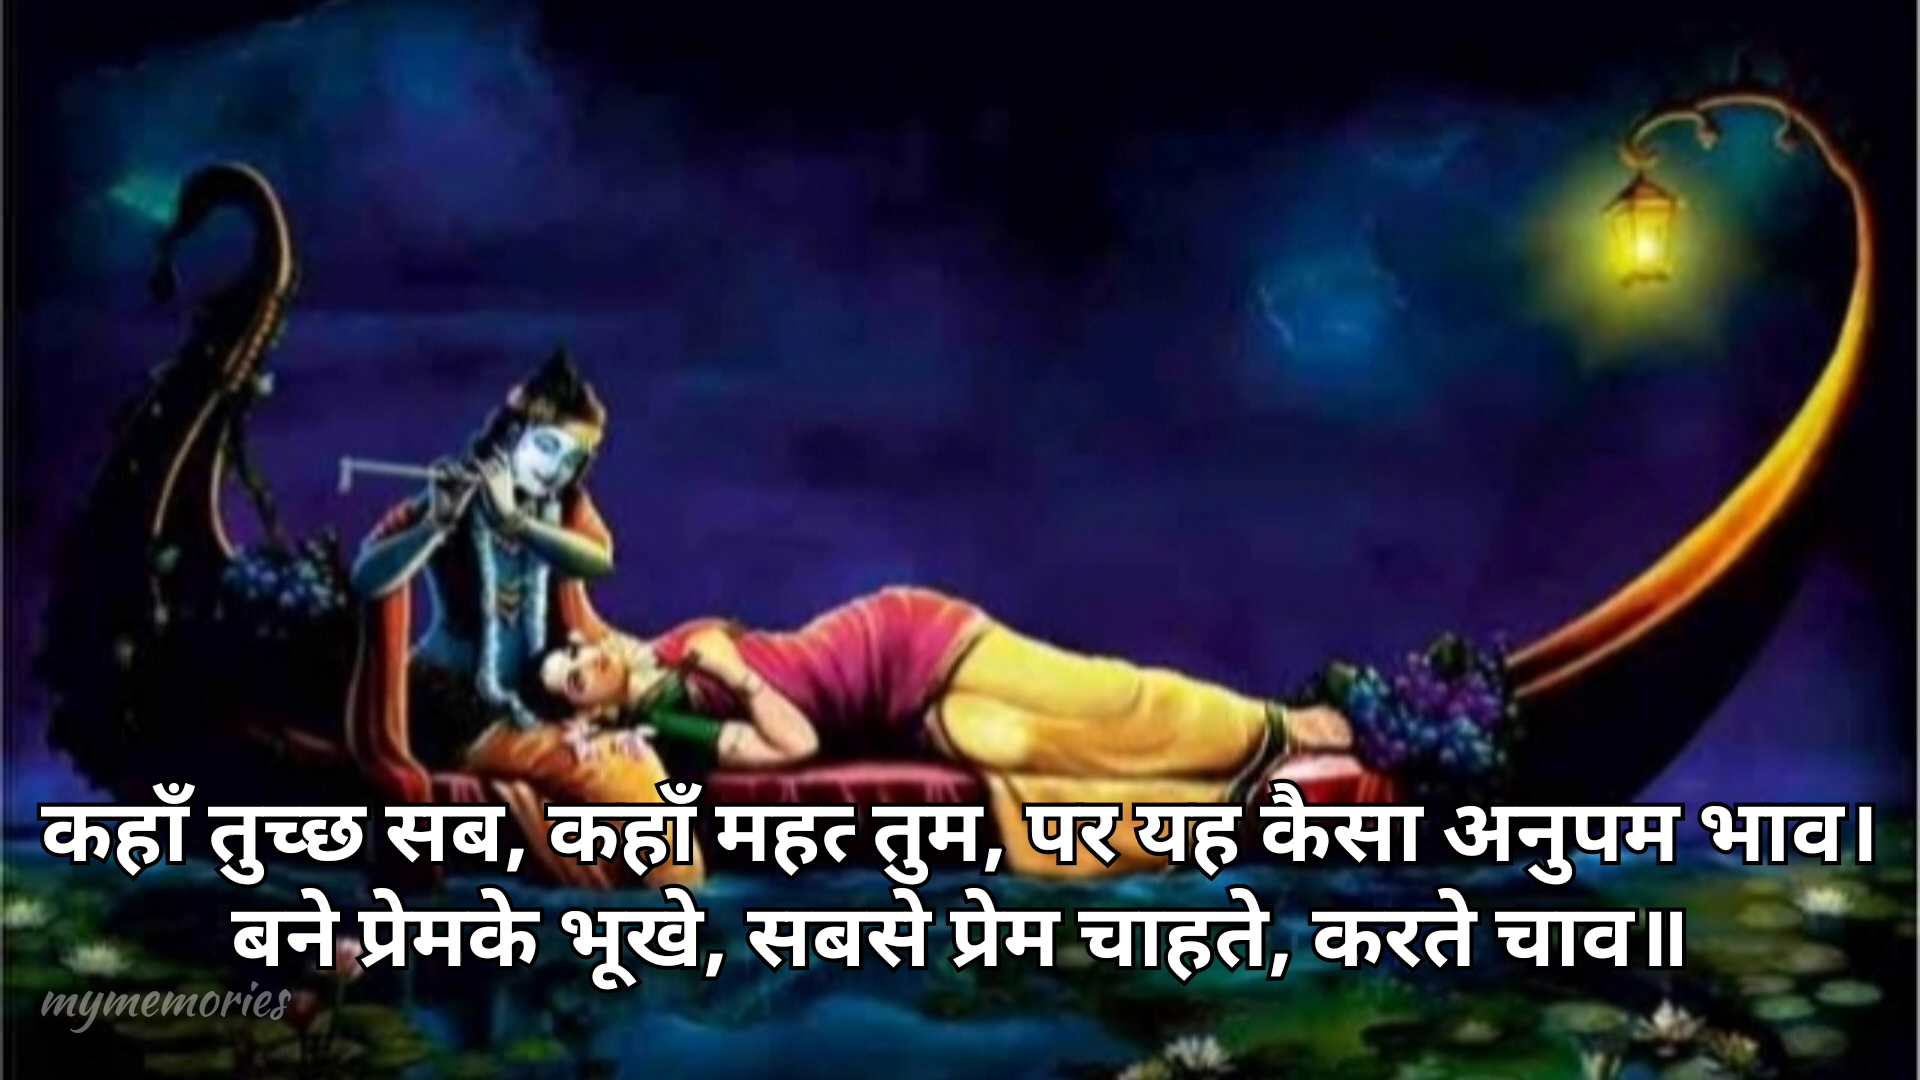 कहाँ तुच्छ सब, कहाँ महत तुम, पर यह कैसा अनुपम भाव।
बने प्रेमके भूखे, सबसे प्रेम चाहते, करते चाव॥
mymemories